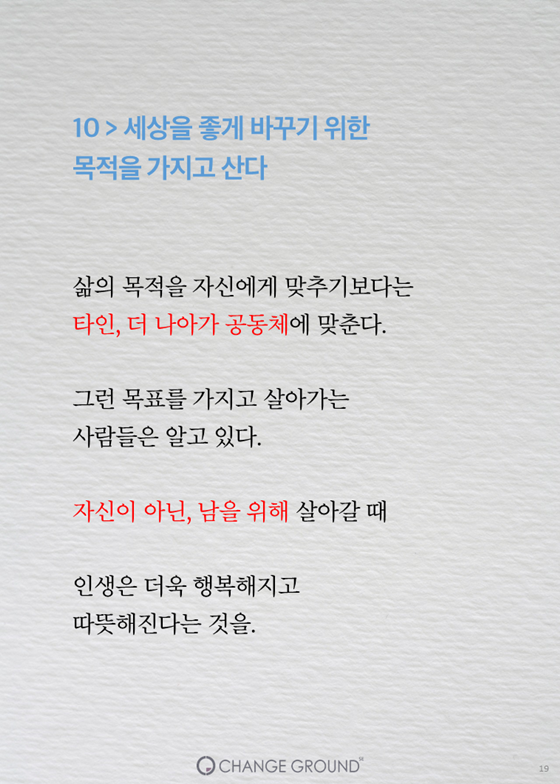 10 > 세상을 좋게 바꾸기 위한
목적을 가지고 산다
삶의 목적을 자신에게 맞추기보다는
타인, 더 나아가 공동체에 맞춘다.
그런 목표를 가지고 살아가는
사람들은 알고 있다.
자신이 아닌, 남을 위해 살아갈 때
인생은 더욱 행복해지고
따뜻해진다는 것을.
CHANGE GROUND
19